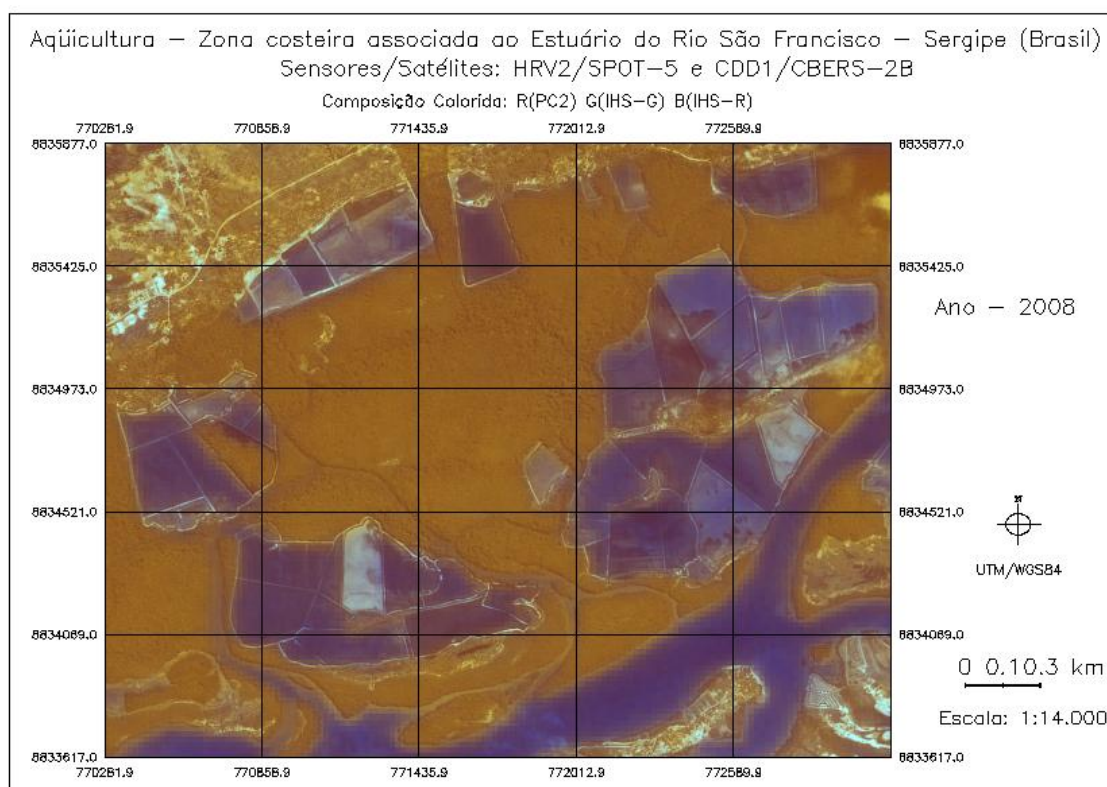 Aqüicultura – Zona costeira associada ao Estuário do Rio São Francisco – Sergipe (Brasil)
Sensores/Satélites: HRV2/SPOT-5 e CDD1/CBERS-2B
Composição Colorida: R(PC2) G(IHS-G) B(IHS-R)
770281.9 770858.9 771435.9 772012.9 772589.9
8835877.0 8835877.0
8835425.0 8835425.0
Ano – 2008
8834973.0 8834973.0
8834521.0 8834521.0
N
UTM/WGS84
8834069.0 8834069.0
0 0.10.3 km
Escala: 1:14.000
8833617.0 8833617.0
770281.9 770858.9 771435.9 772012.9 772589.9